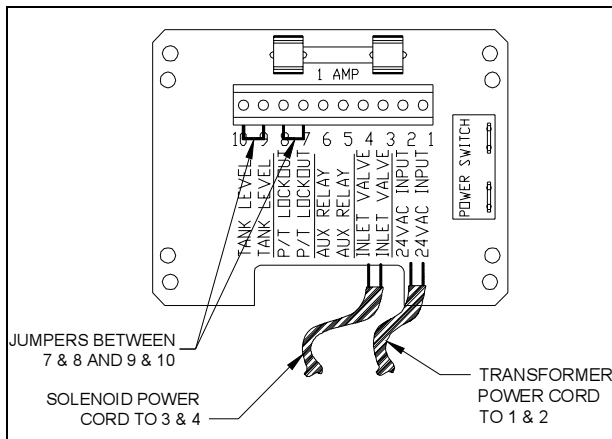 1 AMP
10 9 8 7 6 5 4 3 2 1
TANK LEVEL
TANK LEVEL
P/T LOCKOUT
P/T LOCKOUT
AUX RELAY
AUX RELAY
INLET VALVE
INLET VALVE
24VAC INPUT
24VAC INPUT
POWER SWITCH
JUMPERS BETWEEN
7 & 8 AND 9 & 10
SOLENOID POWER
CORD TO 3 & 4
TRANSFORMER
POWER CORD
TO 1 & 2